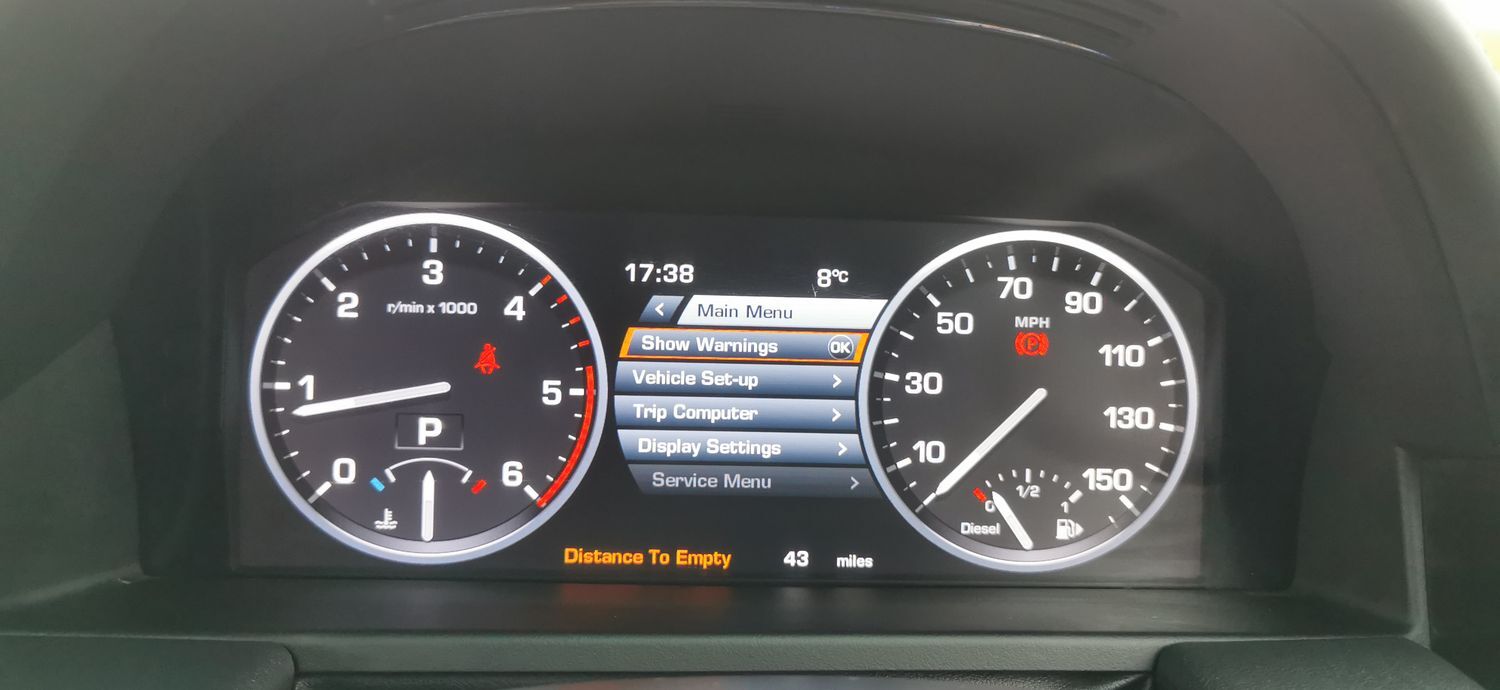 17:38
8°C
Main Menu
Show Warnings OK
Vehicle Set-up
Trip Computer
Display Settings
Service Menu
Distance To Empty 43 miles
0
1
2
3
4
5
6
r/min x 1000
P
10
30
50
70
90
110
130
150
MPH
P
0
1/2
1
Diesel